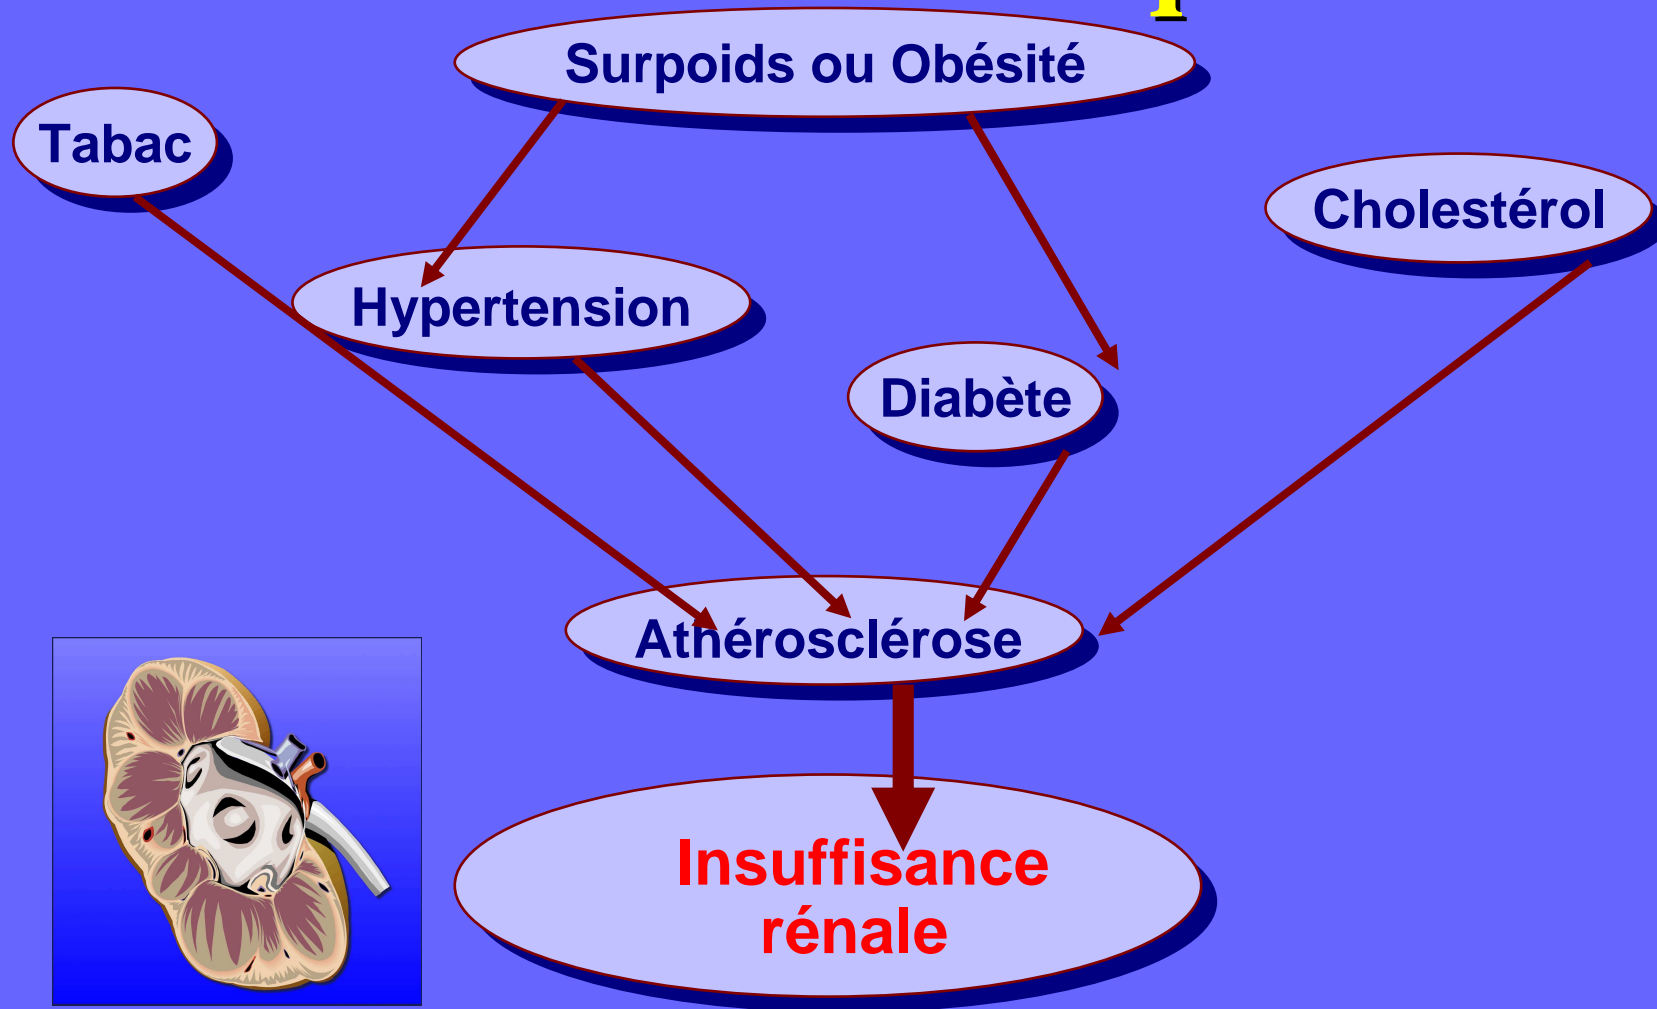 Surpoids ou Obésité
Tabac
Cholestérol
Hypertension
Diabète
Athérosclérose
Insuffisance
rénale